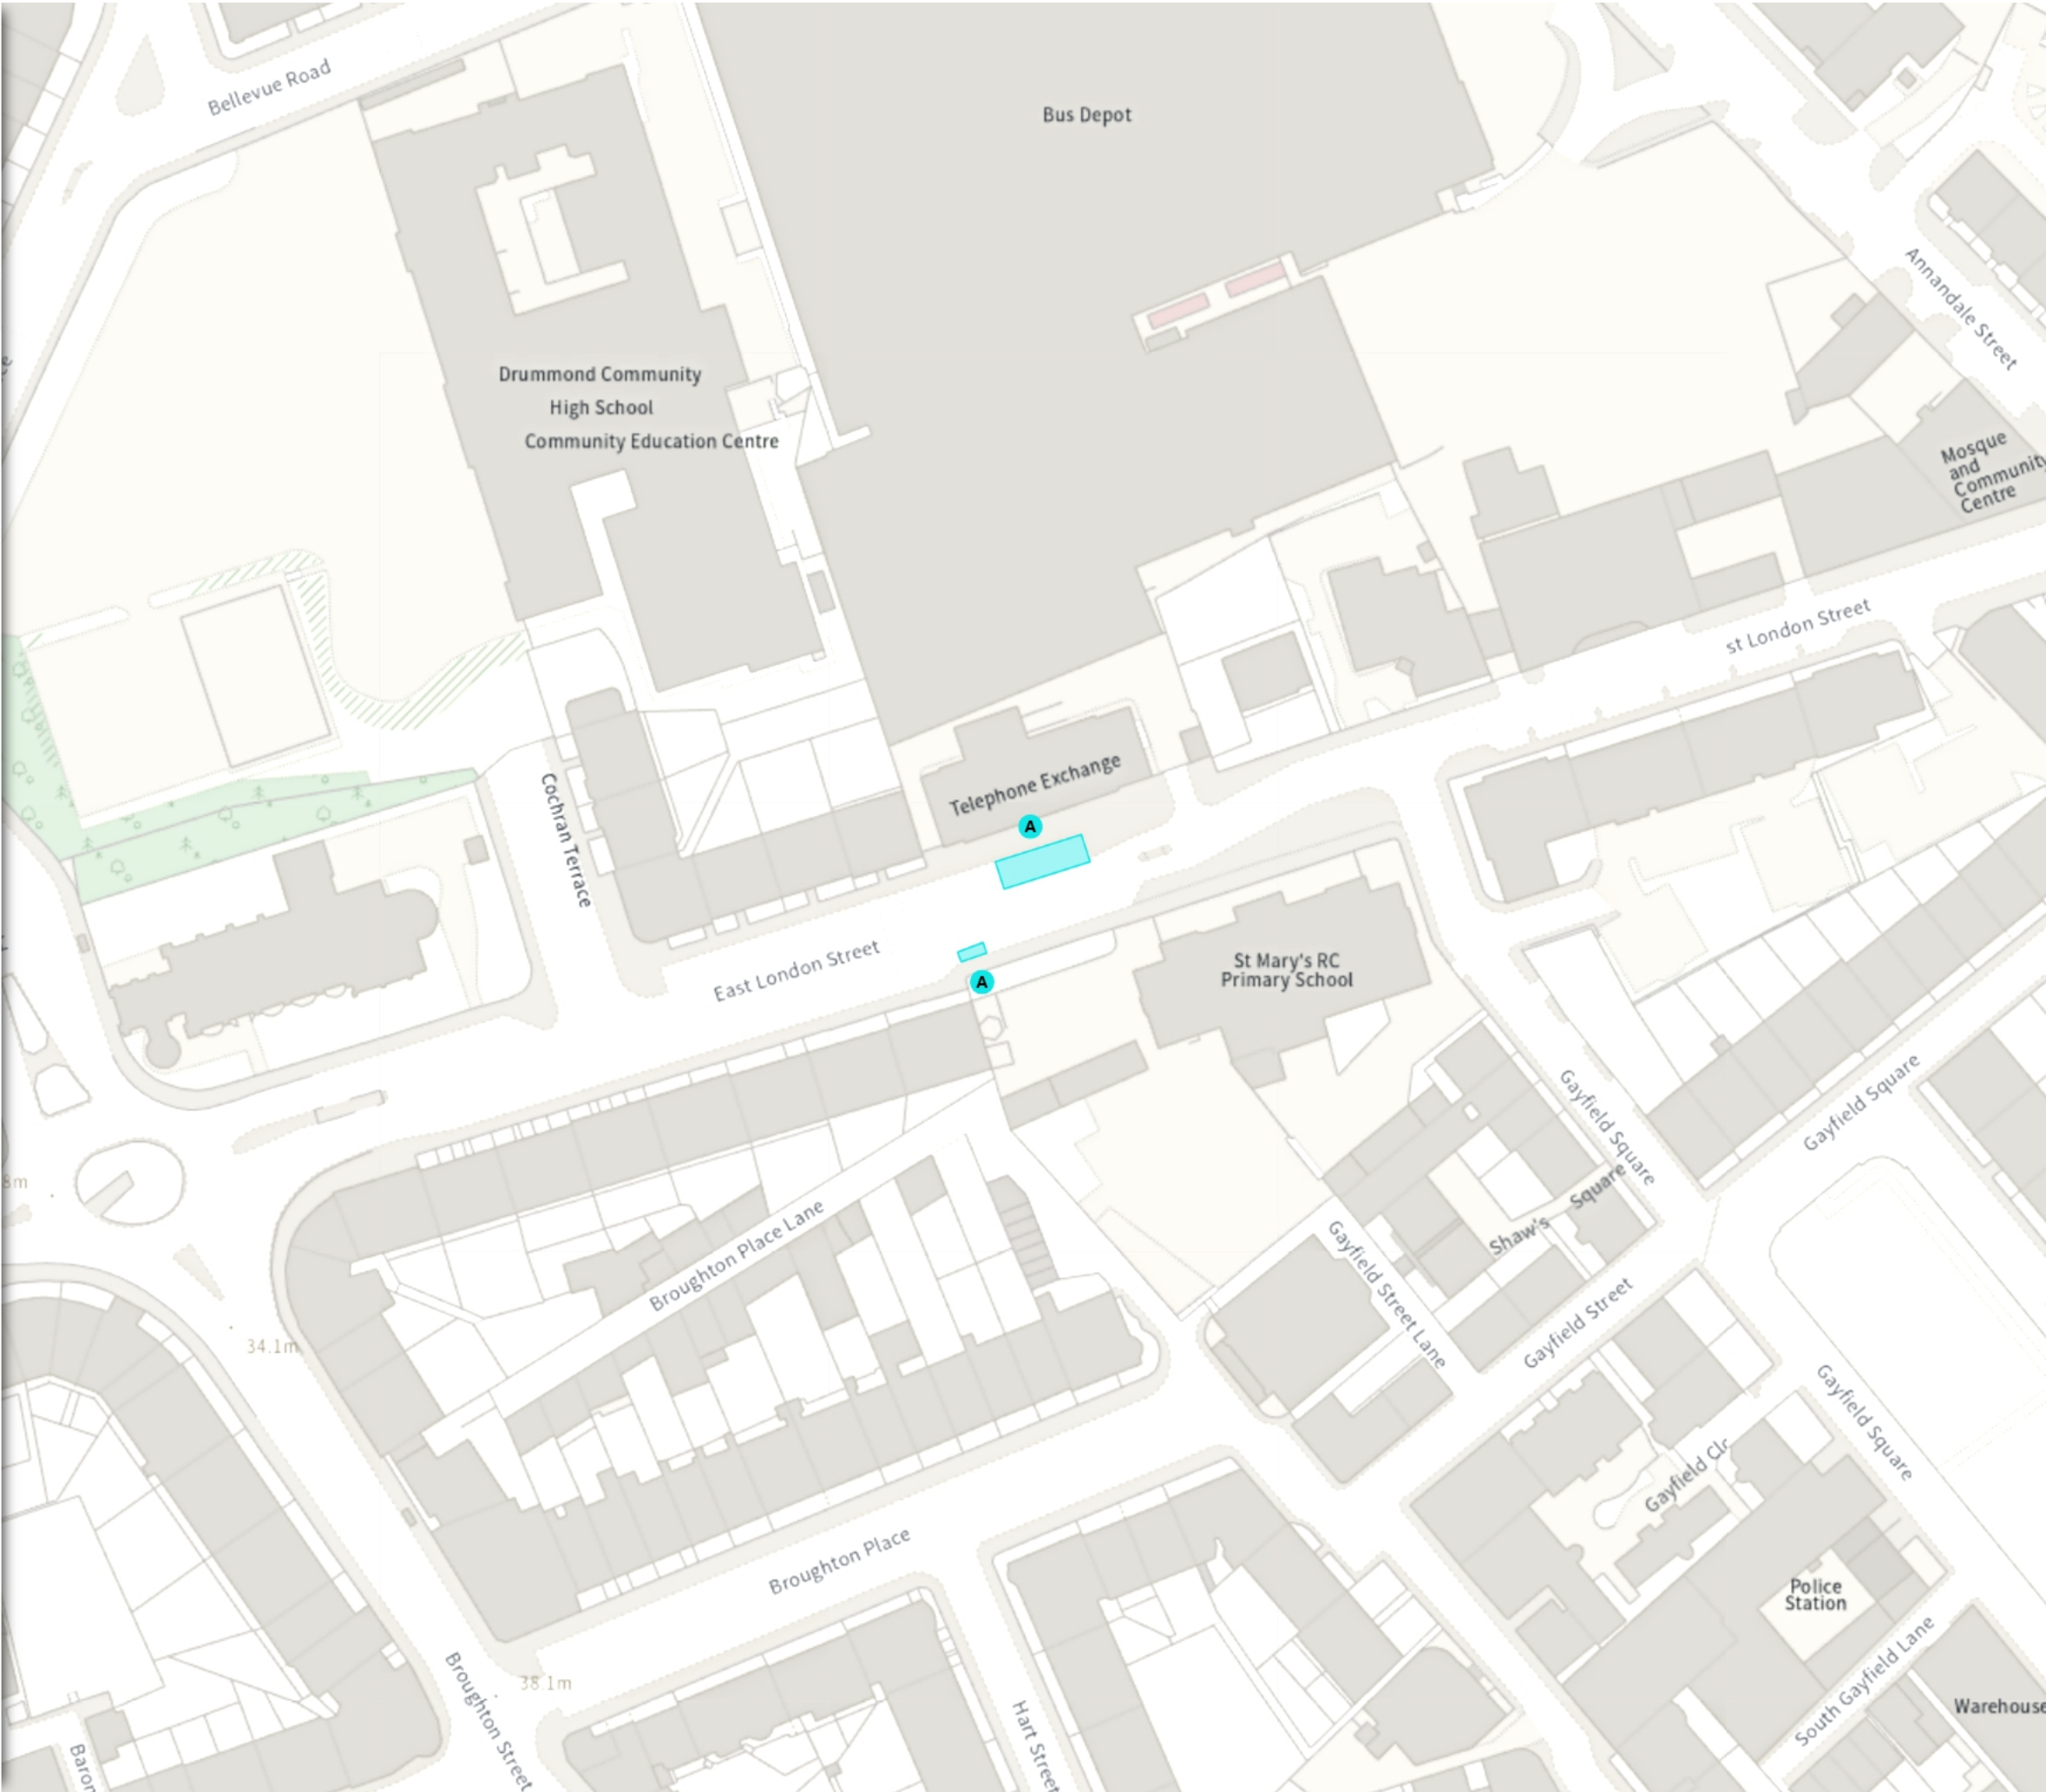 Bellevue Road
Bus Depot
Annandale Street
Drummond Community
High School
Community Education Centre
Mosque
and
Community
Centre
st London Street
Telephone Exchange
A
Cochran Terrace
East London Street
A
St Mary's RC
Primary School
Gayfield Square
Gayfield Square
Shaw's Square
8m
Broughton Place Lane
Gayfield Street Lane
Gayfield Street
34.1m
Gayfield Square
Gayfield Clr
Broughton Place
Police
Station
38.1m
Broughton Street
Hart Street
South Gayfield Lane
Warehouse
Baron